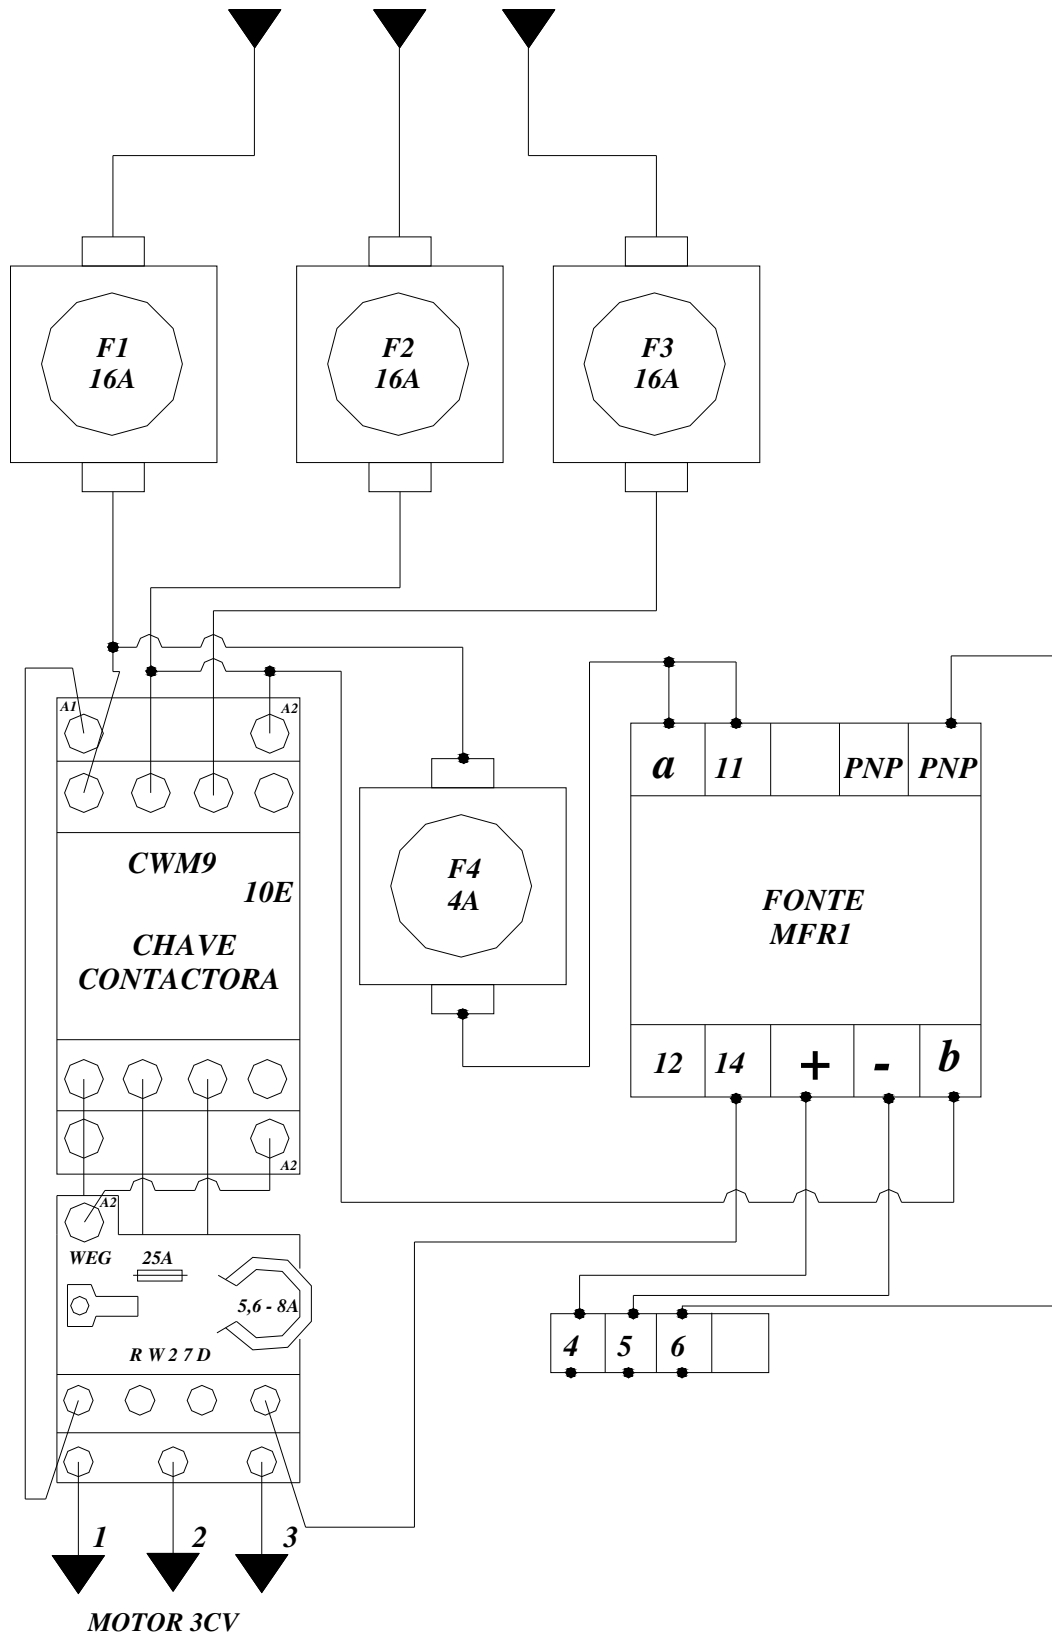 F1
16A
F2
16A
F3
16A
A1
A2
CWM9
10E
CHAVE
CONTACTORA
F4
4A
a
11
PNP
PNP
FONTE
MFR1
12
14
+
-
b
A2
A2
WEG
25A
5,6 - 8A
R W 2 7 D
4
5
6
1
2
3
MOTOR 3CV